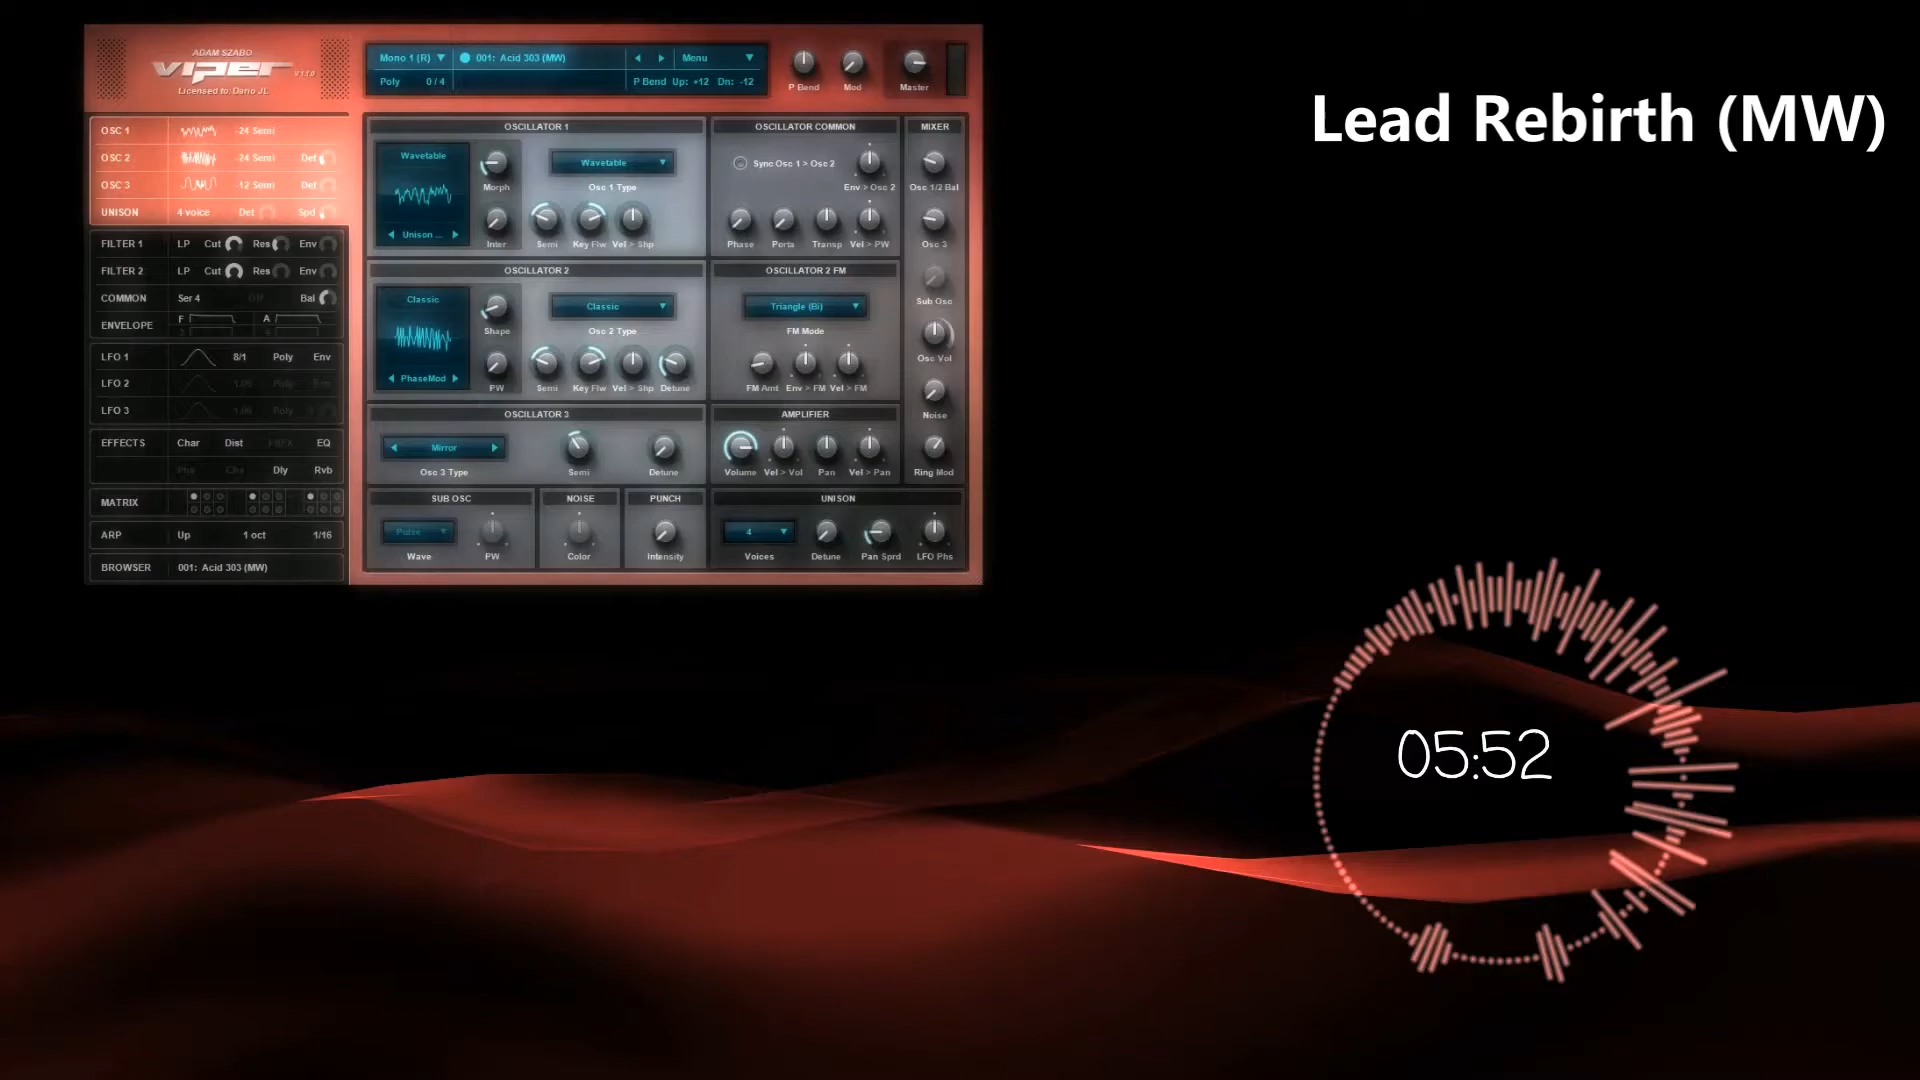 ADAM SZABO
viper V 1.1.0
Licensed to: Dario JL
Mono 1 (R) 001: Acid 303 (MW) Menu
Poly 0 / 4 P Bend Up: +12 Dn: -12
P Bend Mod Master
Lead Rebirth (MW)
OSC 1 -24 Semi
OSC 2 -24 Semi Det
OSC 3 -12 Semi Det
UNISON 4 voice Det Spd
FILTER 1 LP Cut Res Env
FILTER 2 LP Cut Res Env
COMMON Ser 4 Off Bal
ENVELOPE F A
LFO 1 8/1 Poly Env
LFO 2 Poly Env
LFO 3 Poly
EFFECTS Char Dist EQ
Pha Cho Dly Rvb
MATRIX
ARP Up 1 oct 1/16
BROWSER 001: Acid 303 (MW)
OSCILLATOR 1
Wavetable
Morph
Wavetable
Osc 1 Type
Unison ...
Inter Semi Key Flw Vel > Shp
OSCILLATOR COMMON
Sync Osc 1 > Osc 2
Env > Osc 2
Phase Porta Transp Vel > PW
MIXER
Osc 1/2 Bal
Osc 3
Sub Osc
Osc Vol
Noise
Ring Mod
OSCILLATOR 2
Classic
Shape
Classic
Osc 2 Type
PhaseMod
PW Semi Key Flw Vel > Shp Detune
OSCILLATOR 2 FM
Triangle (Bi)
FM Mode
FM Amt Env > FM Vel > FM
OSCILLATOR 3
Mirror
Osc 3 Type Semi Detune
AMPLIFIER
Volume Vel > Vol Pan Vel > Pan
SUB OSC
Pulse
Wave PW
NOISE
Color
PUNCH
Intensity
UNISON
4
Voices Detune Pan Sprd LFO Phs
05:52